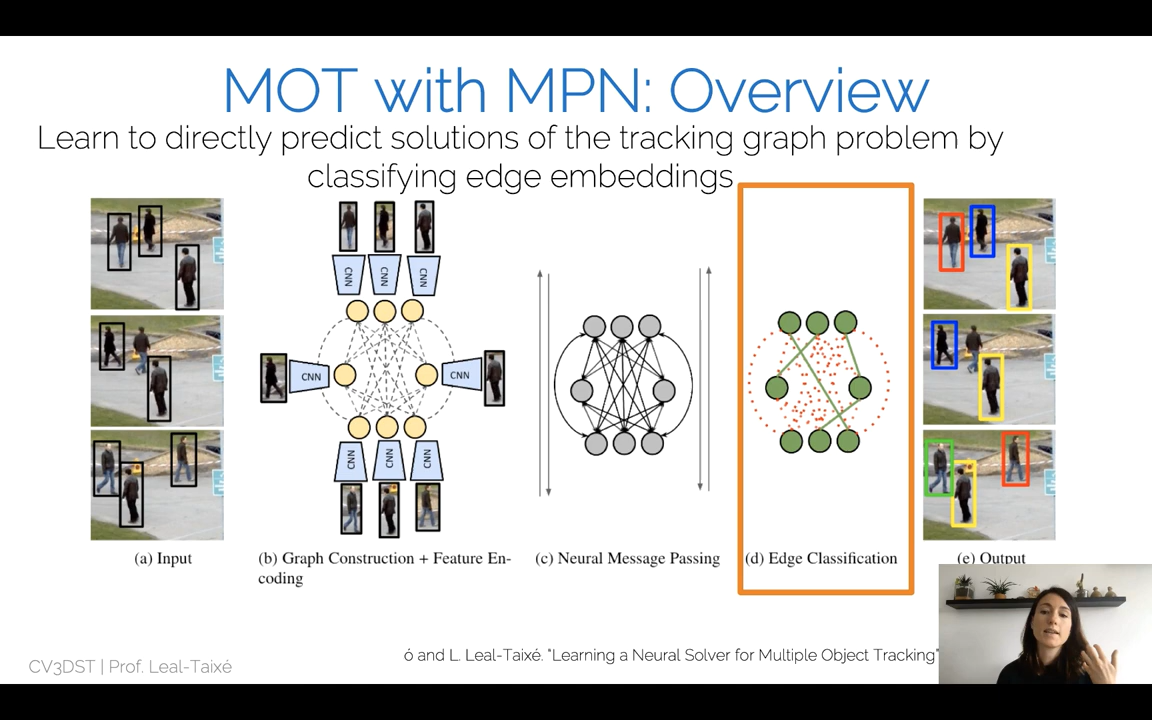 MOT with MPN: Overview
Learn to directly predict solutions of the tracking graph problem by
classifying edge embeddings
CNN CNN CNN
CNN CNN
CNN CNN CNN
(a) Input
(b) Graph Construction + Feature En-
coding
(c) Neural Message Passing
(d) Edge Classification
(e) Output
ó and L. Leal-Taixé. "Learning a Neural Solver for Multiple Object Tracking"
CV3DST | Prof. Leal-Taixé